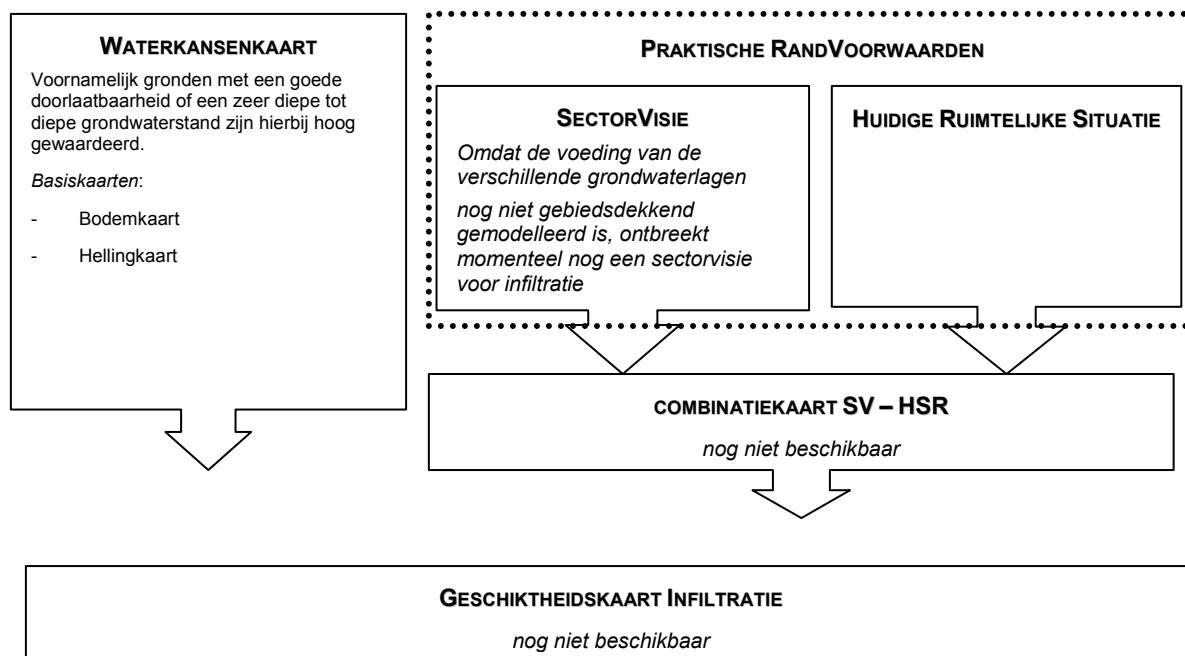 WATERKANSENKAART
Voornamelijk gronden met een goede
doorlaatbaarheid of een zeer diepe tot
diepe grondwaterstand zijn hierbij hoog
gewaardeerd.
Basiskaarten:
- Bodemkaart
- Hellingkaart
PRAKTISCHE RANDVOORWAARDEN
SECTORVISIE
Omdat de voeding van de
verschillende grondwaterlagen
nog niet gebiedsdekkend
gemodelleerd is, ontbreekt
momenteel nog een sectorvisie
voor infiltratie
HUIDIGE RUIMTELIJKE SITUATIE
COMBINATIEKAART SV – HSR
nog niet beschikbaar
GESCHIKTHEIDSKAART INFILTRATIE
nog niet beschikbaar